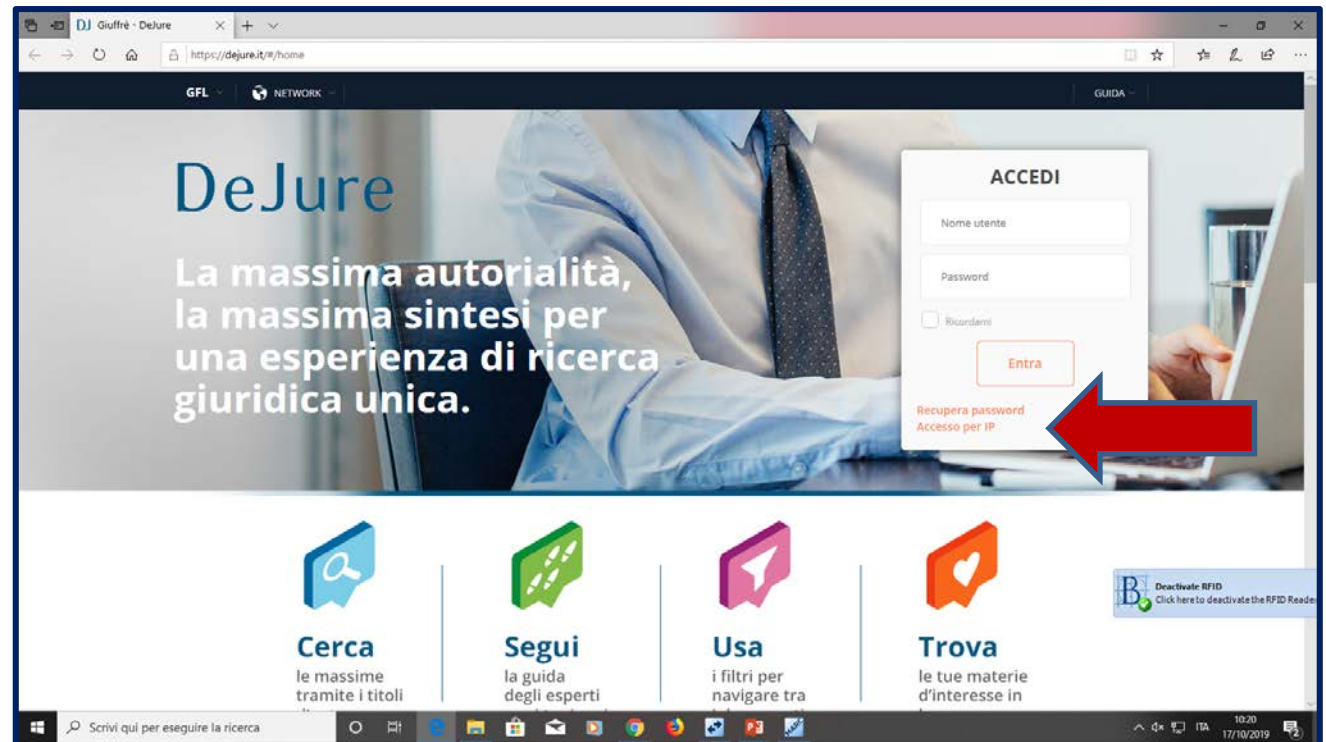 DJ Giuffrè - DeJure
https://dejure.it/#/home
GFL
NETWORK
GUIDA
DeJure
La massima autorialità,
la massima sintesi per
una esperienza di ricerca
giuridica unica.
ACCEDI
Nome utente
Password
Ricordami
Entra
Recupera password
Accesso per IP
Deactivate RFID
Click here to deactivate the RFID Reader
Cerca
le massime
tramite i titoli
Segui
la guida
degli esperti
Usa
i filtri per
navigare tra
Trova
le tue materie
d'interesse in
Scrivi qui per eseguire la ricerca
ITA
10:20
17/10/2019